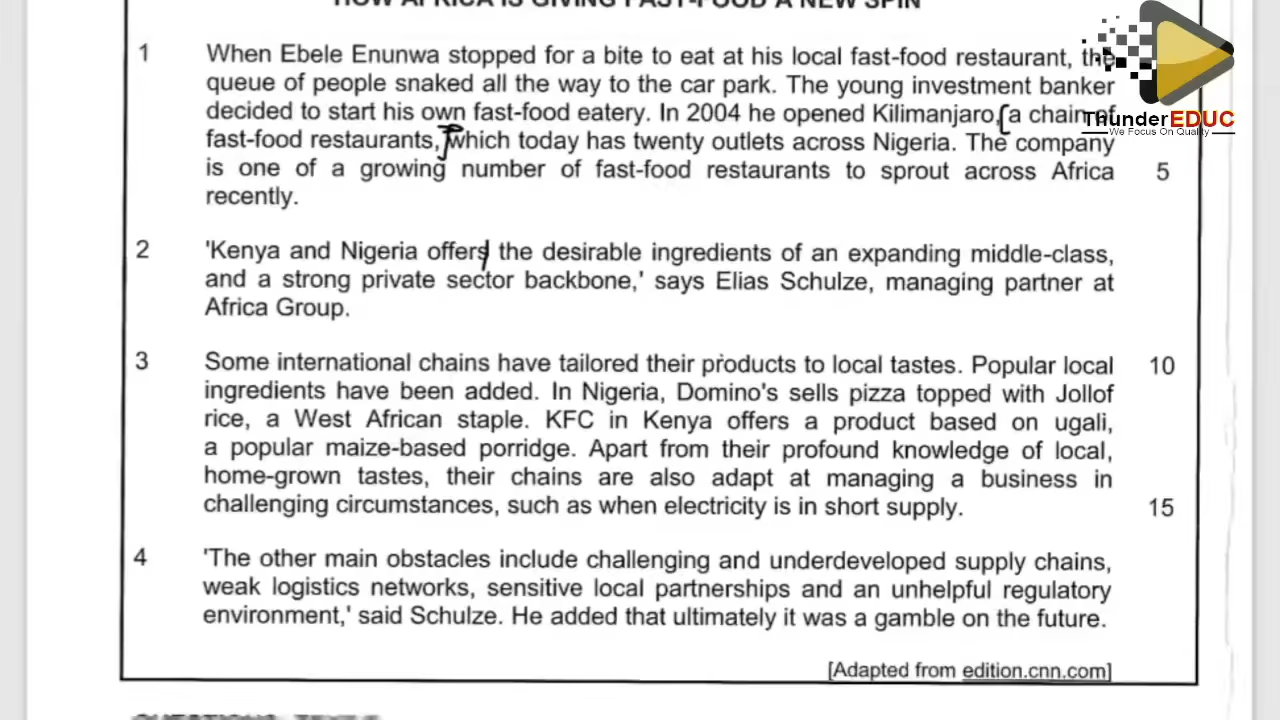 HOW AFRICA IS GIVING FAST-FOOD A NEW SPIN
1 When Ebele Enunwa stopped for a bite to eat at his local fast-food restaurant, the
queue of people snaked all the way to the car park. The young investment banker
decided to start his own fast-food eatery. In 2004 he opened Kilimanjaro, a chain of
fast-food restaurants, which today has twenty outlets across Nigeria. The company
is one of a growing number of fast-food restaurants to sprout across Africa 5
recently.
2 'Kenya and Nigeria offers the desirable ingredients of an expanding middle-class,
and a strong private sector backbone,' says Elias Schulze, managing partner at
Africa Group.
3 Some international chains have tailored their products to local tastes. Popular local 10
ingredients have been added. In Nigeria, Domino's sells pizza topped with Jollof
rice, a West African staple. KFC in Kenya offers a product based on ugali,
a popular maize-based porridge. Apart from their profound knowledge of local,
home-grown tastes, their chains are also adapt at managing a business in
challenging circumstances, such as when electricity is in short supply. 15
4 'The other main obstacles include challenging and underdeveloped supply chains,
weak logistics networks, sensitive local partnerships and an unhelpful regulatory
environment,' said Schulze. He added that ultimately it was a gamble on the future.
[Adapted from edition.cnn.com]
ThunderEDUC
We Focus On Quality